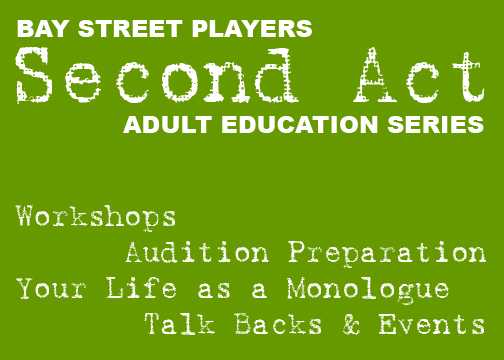 BAY STREET PLAYERS
Second Act
ADULT EDUCATION SERIES
Workshops
Audition Preparation
Your Life as a Monologue
Talk Backs & Events